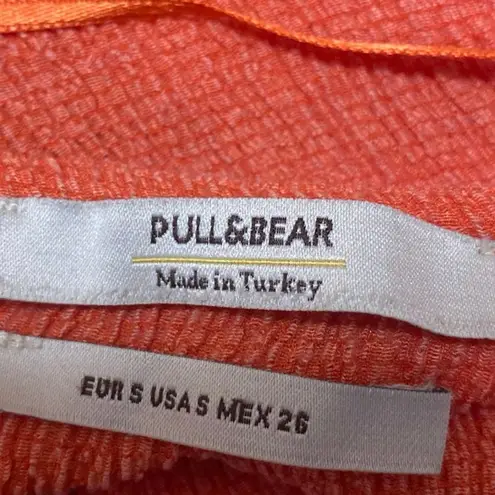 PULL&BEAR
Made in Turkey
EUR S USA S MEX 26